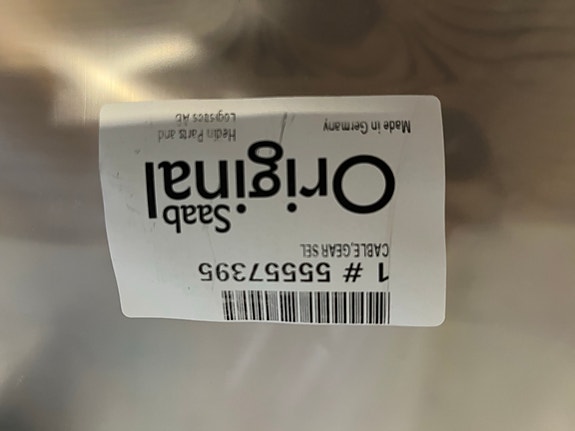 1 # 55557395
CABLE,GEAR SEL
Saab
Original
Made in Germany
Hedin Parts and
Logistics AB